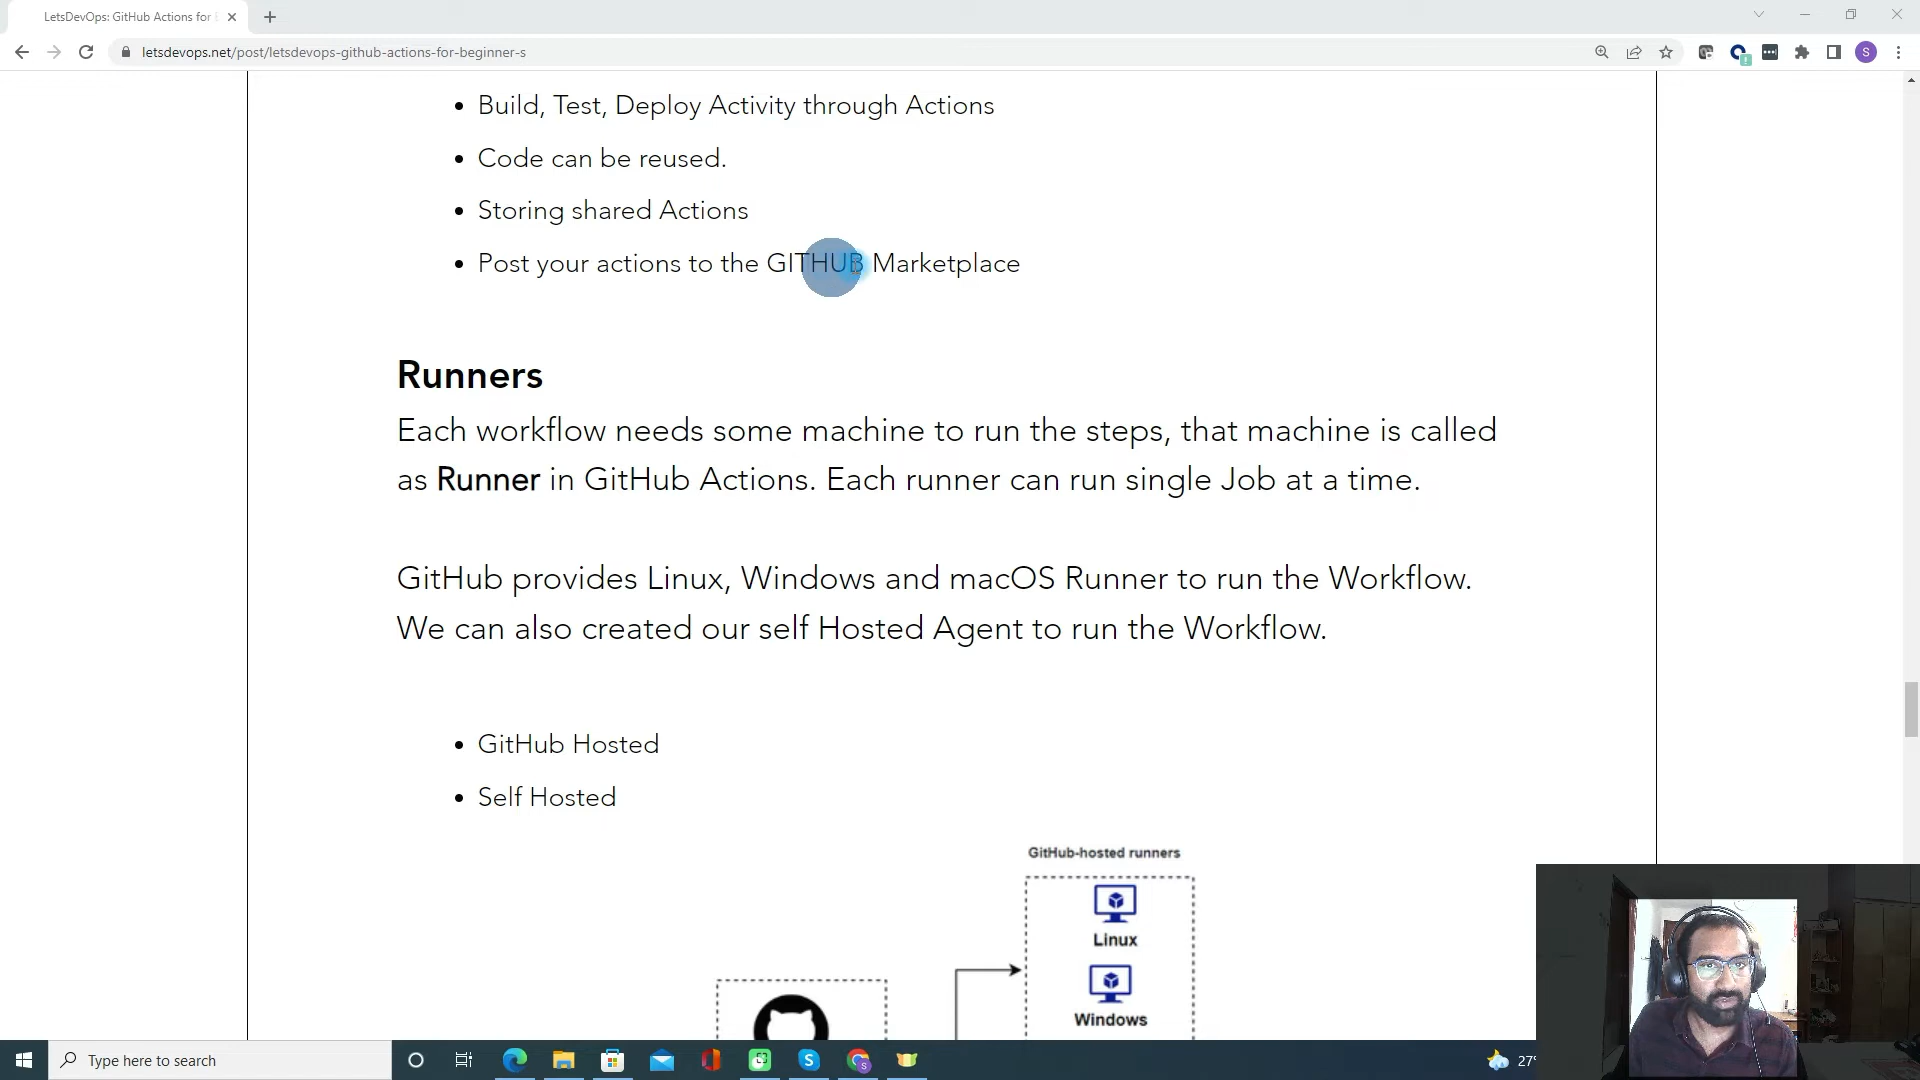 LetsDevOps: GitHub Actions for
letsdevops.net/post/letsdevops-github-actions-for-beginner-s
S
Build, Test, Deploy Activity through Actions
Code can be reused.
Storing shared Actions
Post your actions to the GITHUB Marketplace
Runners
Each workflow needs some machine to run the steps, that machine is called
as Runner in GitHub Actions. Each runner can run single Job at a time.
GitHub provides Linux, Windows and macOS Runner to run the Workflow.
We can also created our self Hosted Agent to run the Workflow.
GitHub Hosted
Self Hosted
GitHub-hosted runners
Linux
Windows
Type here to search
27°